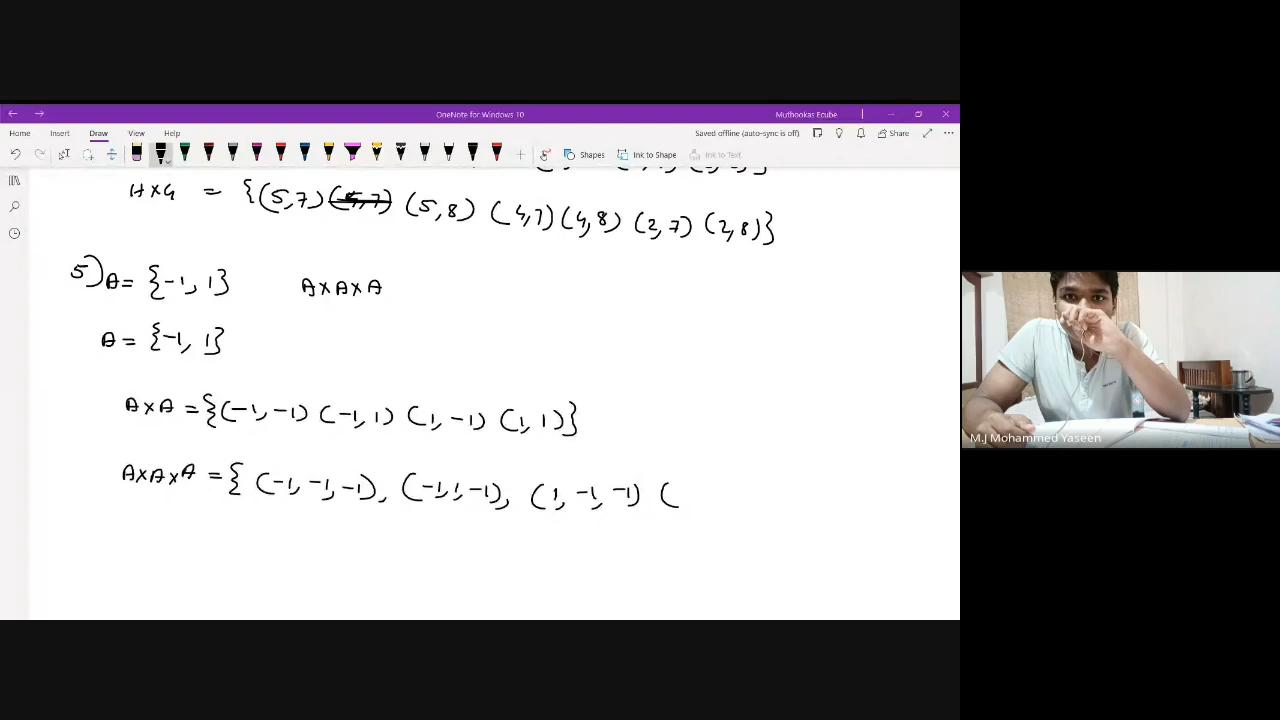 OneNote for Windows 10
Muthookas Ecube
Home Insert Draw View Help
Saved offline (auto-sync is off)
Share
Shapes
Ink to Shape
Ink to Text
H×G = {(5,7) (5,8) (4,7) (4,8) (2,7) (2,8)}
5) A = {-1, 1} A×A×A
A = {-1, 1}
A×A = {(-1, -1) (-1, 1) (1, -1) (1, 1)}
A×A×A = { (-1, -1, -1), (-1, 1, -1), (1, -1, -1) (
M.J Mohammed Yaseen